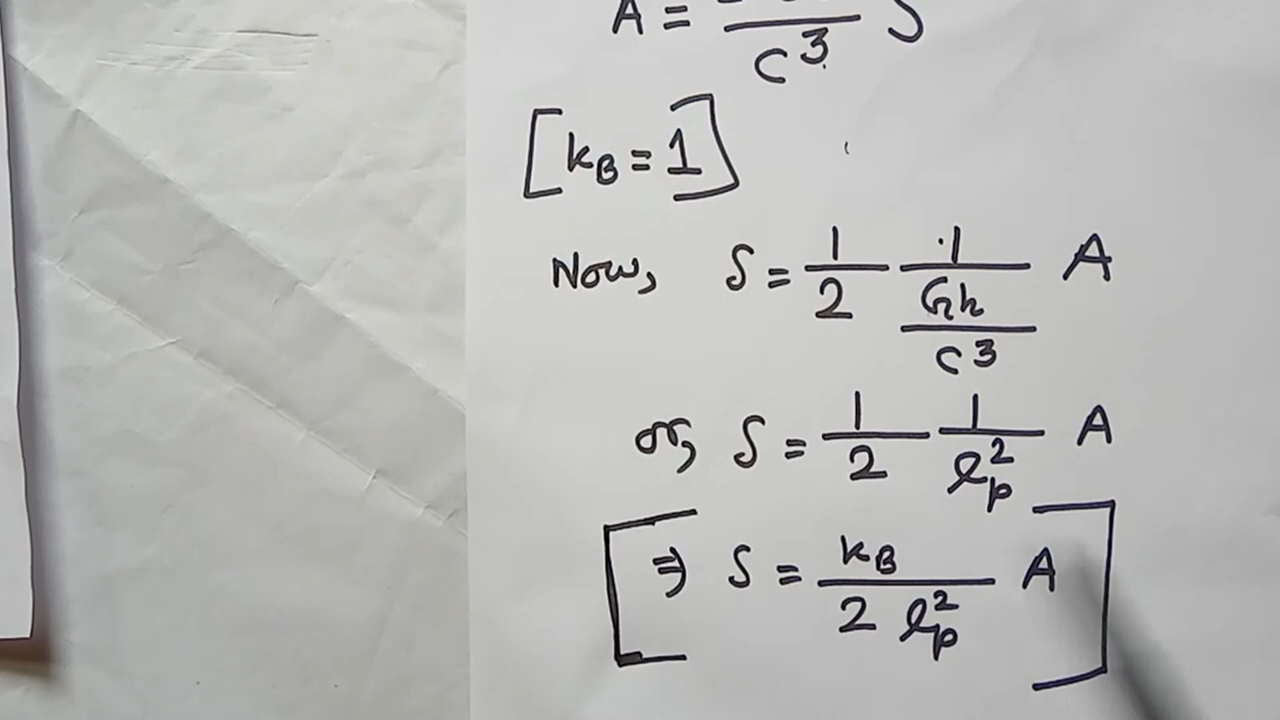 A = / c³ S
[k_B = 1]
Now, S = 1/2 · 1/(Gh/c³) A
or, S = 1/2 1/l_p² A
[⇒ S = k_B / 2 l_p² A]